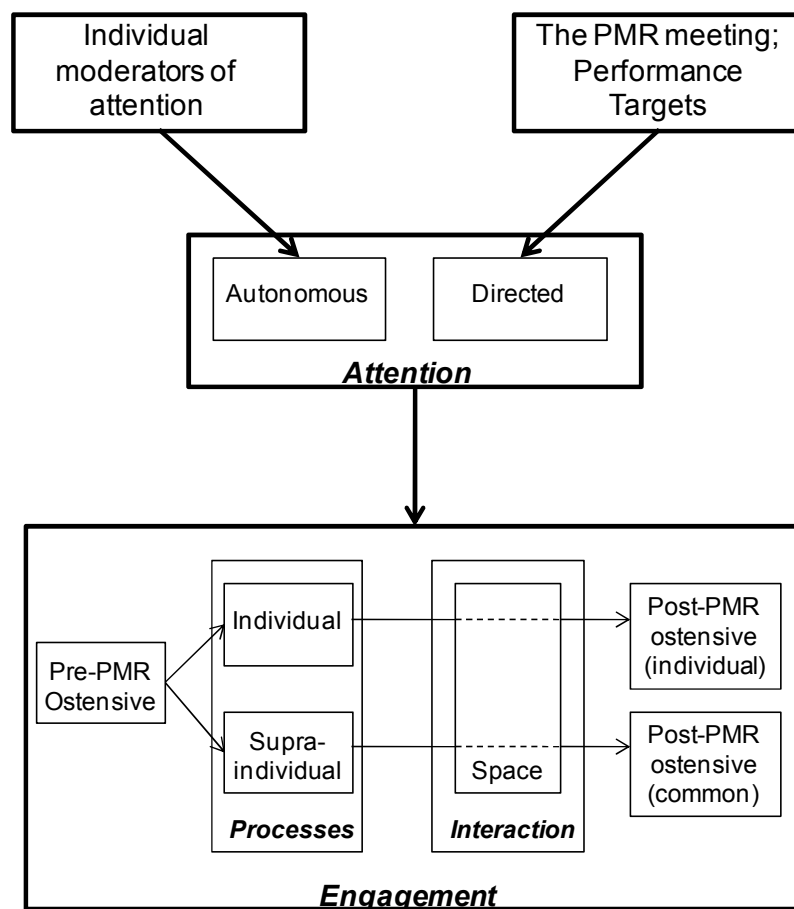 Individual
moderators of
attention
The PMR meeting;
Performance
Targets
Autonomous
Directed
Attention
Pre-PMR
Ostensive
Individual
Supra-
individual
Processes
Space
Interaction
Post-PMR
ostensive
(individual)
Post-PMR
ostensive
(common)
Engagement